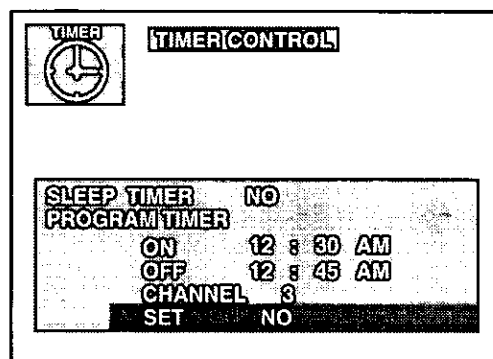 TIMER
TIMER CONTROL
SLEEP TIMER NO
PROGRAM TIMER
ON 12 : 30 AM
OFF 12 : 45 AM
CHANNEL 3
SET NO